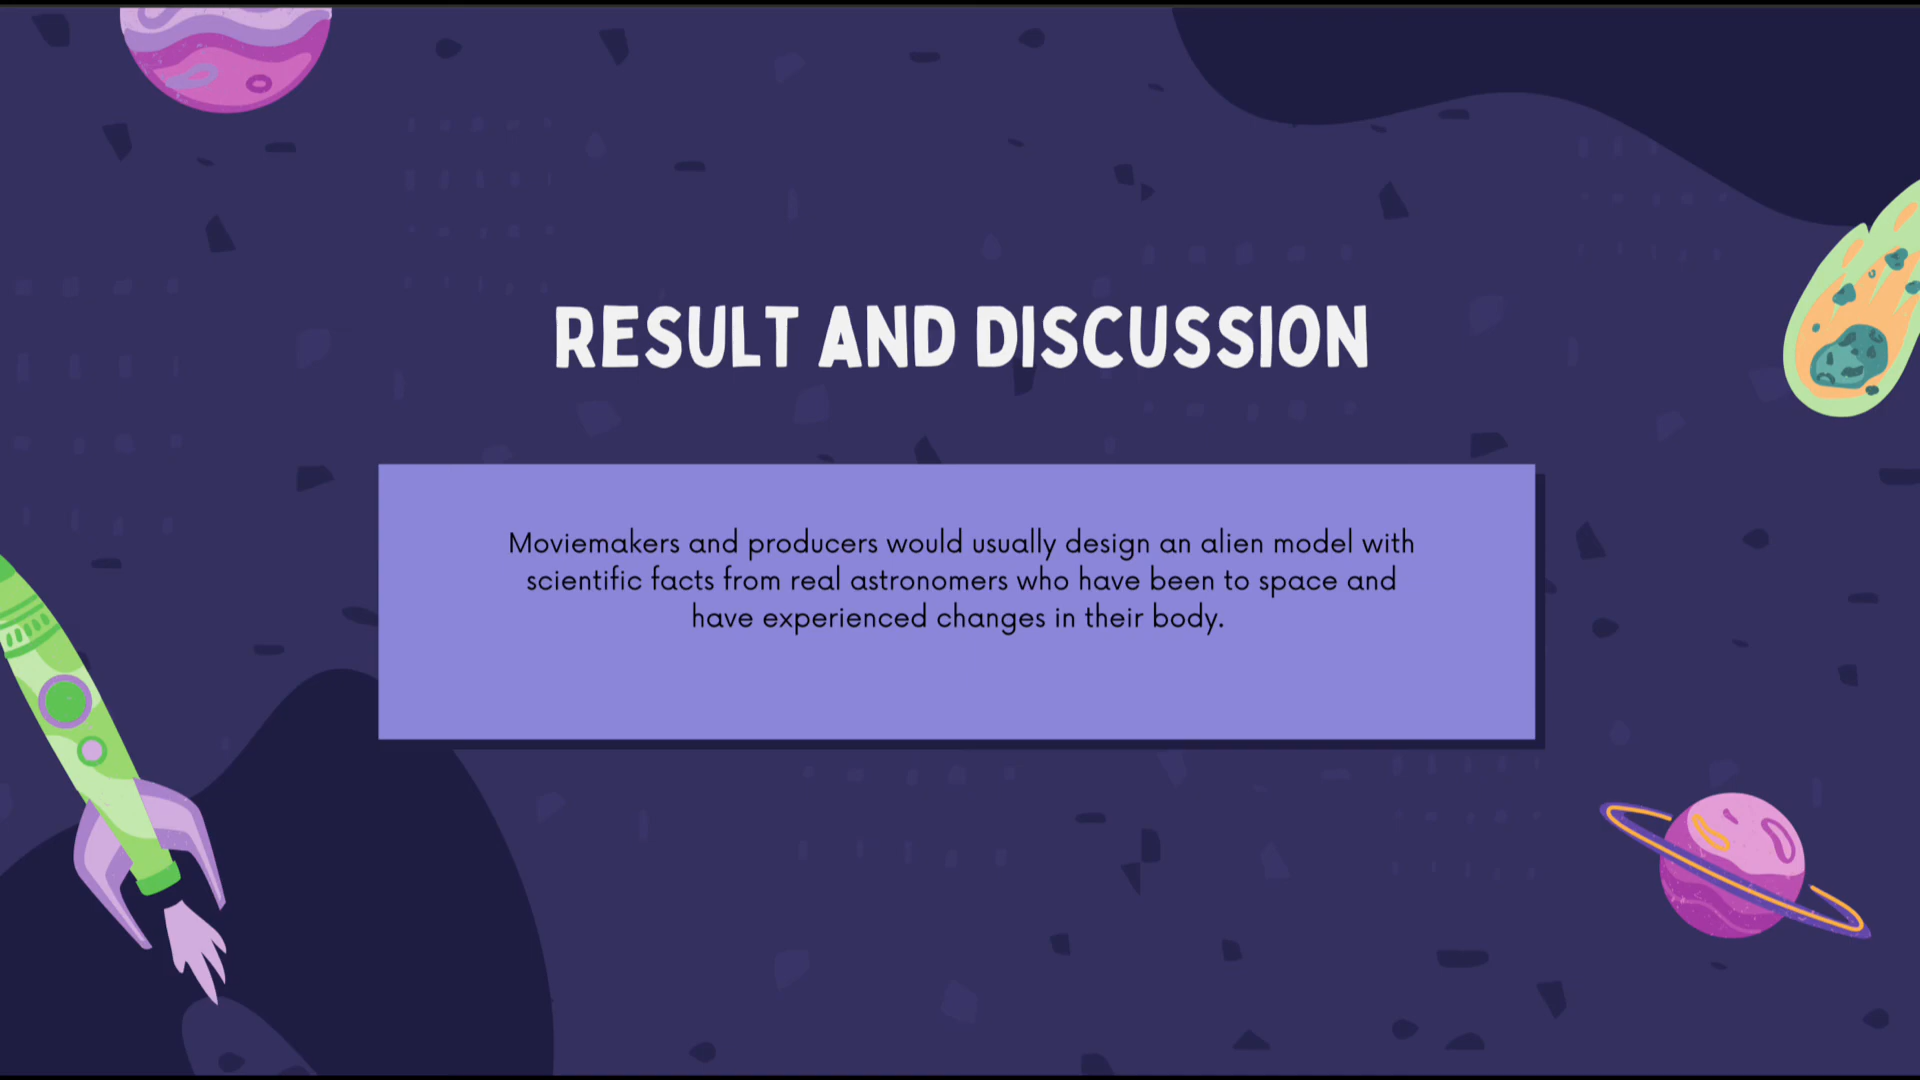 RESULT AND DISCUSSION
Moviemakers and producers would usually design an alien model with
scientific facts from real astronomers who have been to space and
have experienced changes in their body.